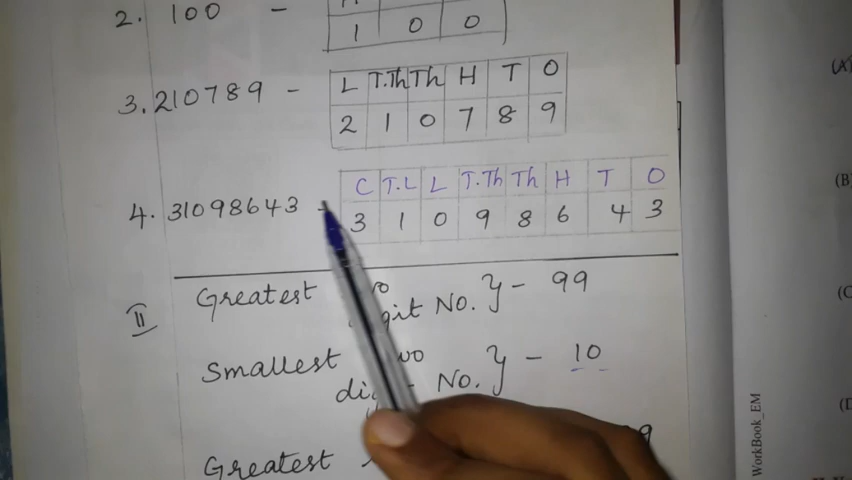 2. 100 -
1 0 0
3. 210789 -
L T.Th Th H T O
2 1 0 7 8 9
4. 31098643 -
C T.L L T.Th Th H T O
3 1 0 9 8 6 4 3
II
Greatest
No. } - 99
Smallest
No. } - 10
Greatest
(B
(C
WorkBook_EM